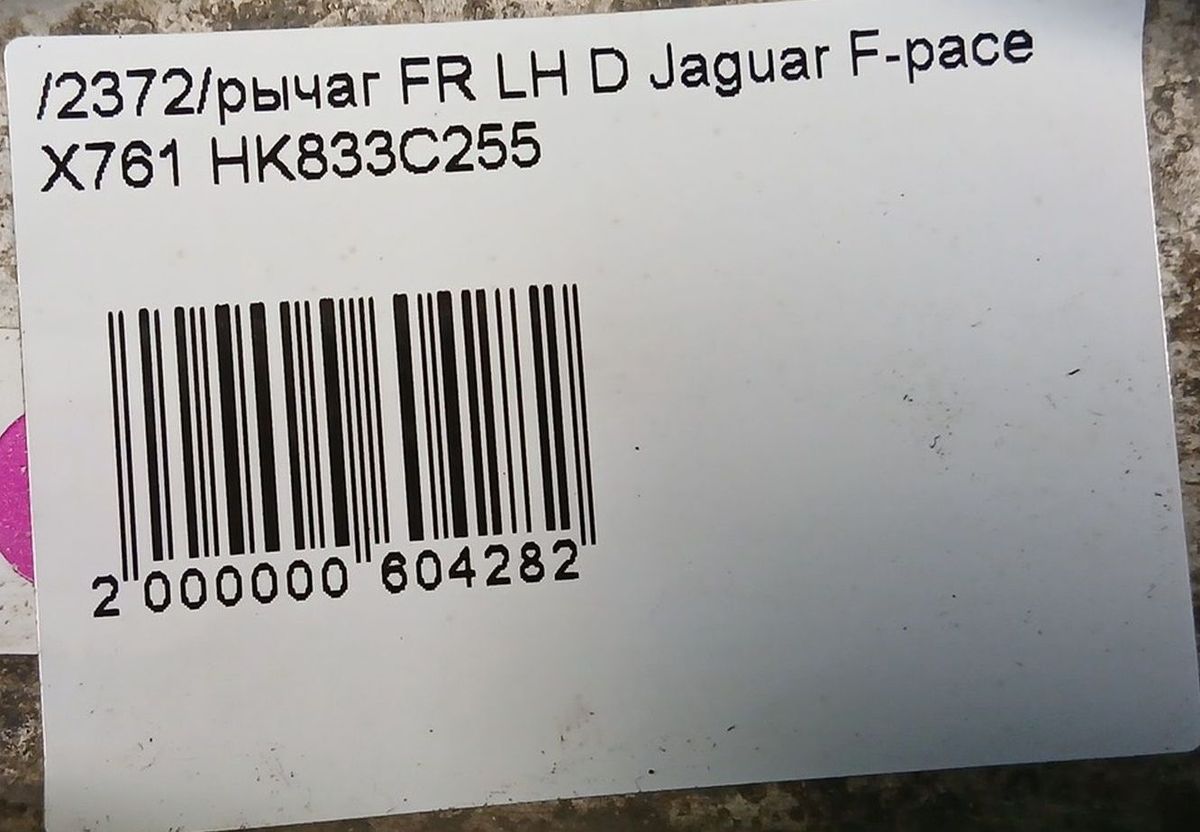 /2372/рычаг FR LH D Jaguar F-pace
X761 HK833C255
2 000000 604282